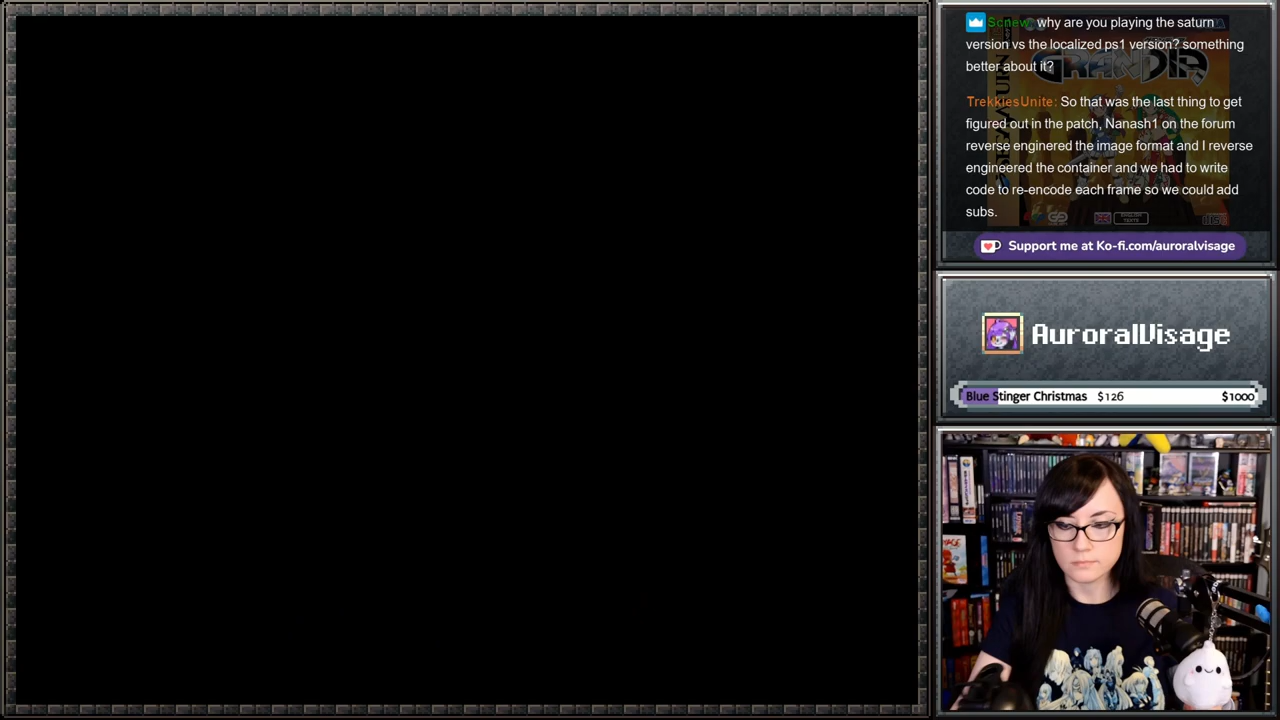 Screw: why are you playing the saturn
version vs the localized ps1 version? something
better about it?
TrekkiesUnite: So that was the last thing to get
figured out in the patch, Nanash1 on the forum
reverse enginered the image format and I reverse
engineered the container and we had to write
code to re-encode each frame so we could add
subs.
GRANDIA
Support me at Ko-fi.com/auroralvisage
AuroralVisage
Blue Stinger Christmas $126 $1000